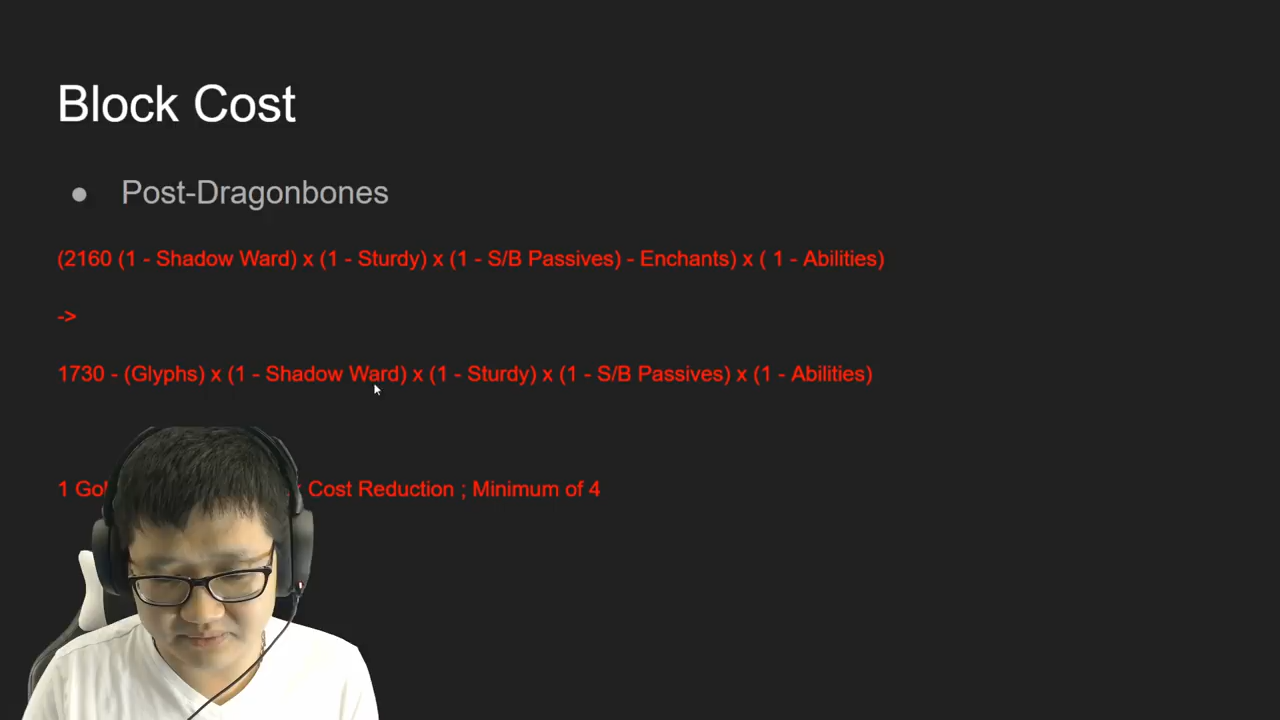 Block Cost
● Post-Dragonbones
(2160 (1 - Shadow Ward) x (1 - Sturdy) x (1 - S/B Passives) - Enchants) x ( 1 - Abilities)
->
1730 - (Glyphs) x (1 - Shadow Ward) x (1 - Sturdy) x (1 - S/B Passives) x (1 - Abilities)
1 Cost Reduction ; Minimum of 4